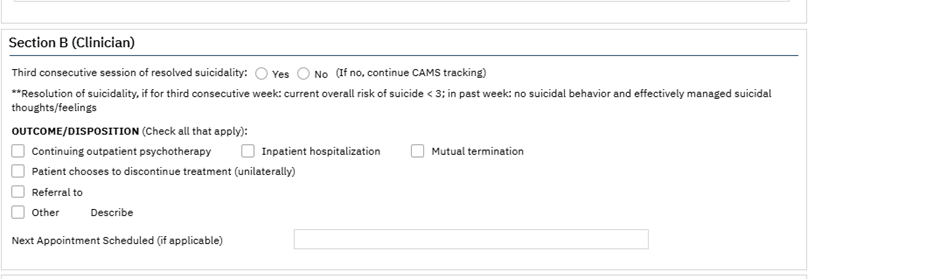 Section B (Clinician)
Third consecutive session of resolved suicidality: Yes No (If no, continue CAMS tracking)
**Resolution of suicidality, if for third consecutive week: current overall risk of suicide < 3; in past week: no suicidal behavior and effectively managed suicidal
thoughts/feelings
OUTCOME/DISPOSITION (Check all that apply):
Continuing outpatient psychotherapy Inpatient hospitalization Mutual termination
Patient chooses to discontinue treatment (unilaterally)
Referral to
Other Describe
Next Appointment Scheduled (if applicable)